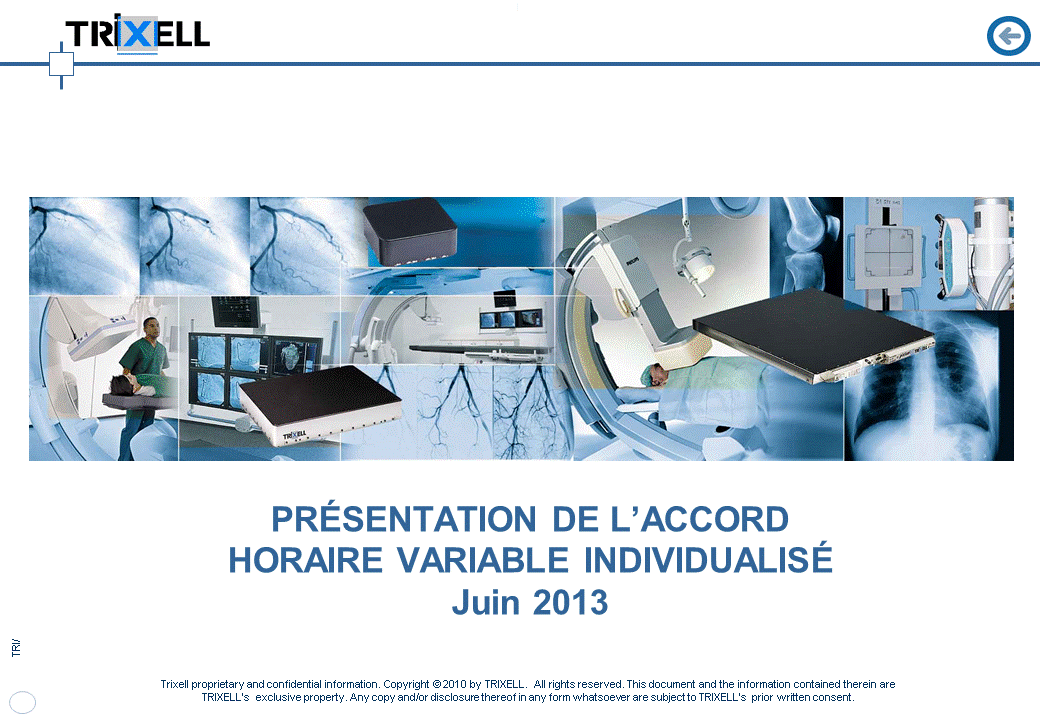 TRIXELL
PHILIPS
TRIXELL
PRÉSENTATION DE L’ACCORD
HORAIRE VARIABLE INDIVIDUALISÉ
Juin 2013
TRI/
Trixell proprietary and confidential information. Copyright © 2010 by TRIXELL. All rights reserved. This document and the information contained therein are
TRIXELL's exclusive property. Any copy and/or disclosure thereof in any form whatsoever are subject to TRIXELL's prior written consent.